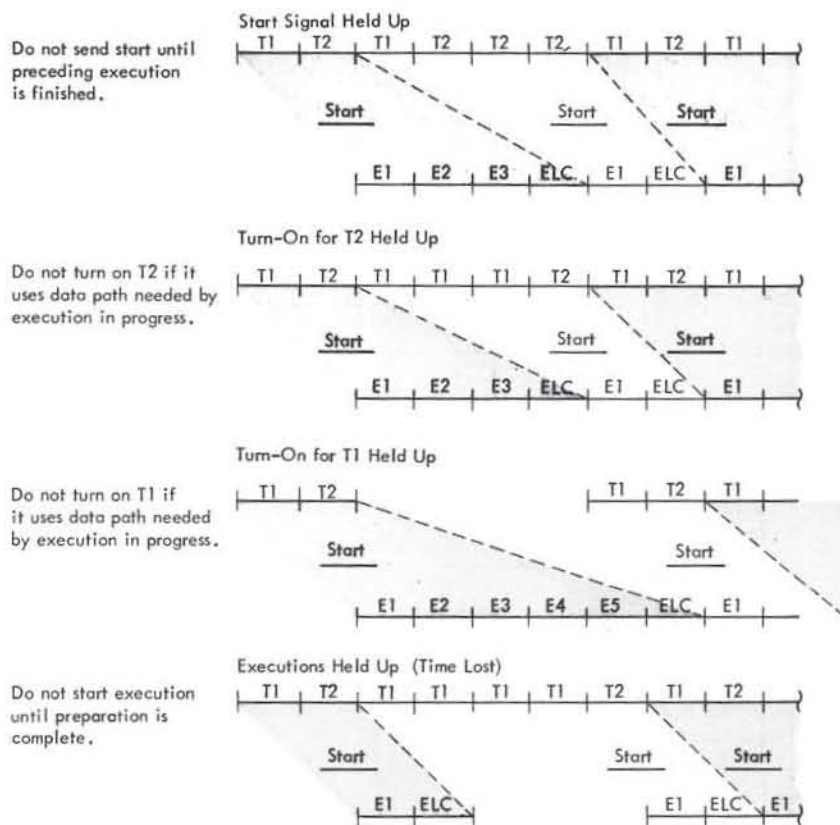 Start Signal Held Up
Do not send start until
preceding execution
is finished.
T1 T2 T1 T2 T2 T2 T1 T2 T1
Start Start Start
E1 E2 E3 ELC E1 ELC E1
Turn-On for T2 Held Up
Do not turn on T2 if it
uses data path needed by
execution in progress.
T1 T2 T1 T1 T1 T2 T1 T2 T1
Start Start Start
E1 E2 E3 ELC E1 ELC E1
Turn-On for T1 Held Up
Do not turn on T1 if
it uses data path needed
by execution in progress.
T1 T2 T1 T2 T1
Start Start
E1 E2 E3 E4 E5 ELC E1
Executions Held Up (Time Lost)
Do not start execution
until preparation is
complete.
T1 T2 T1 T1 T1 T1 T2 T1 T2
Start Start Start
E1 ELC E1 ELC E1